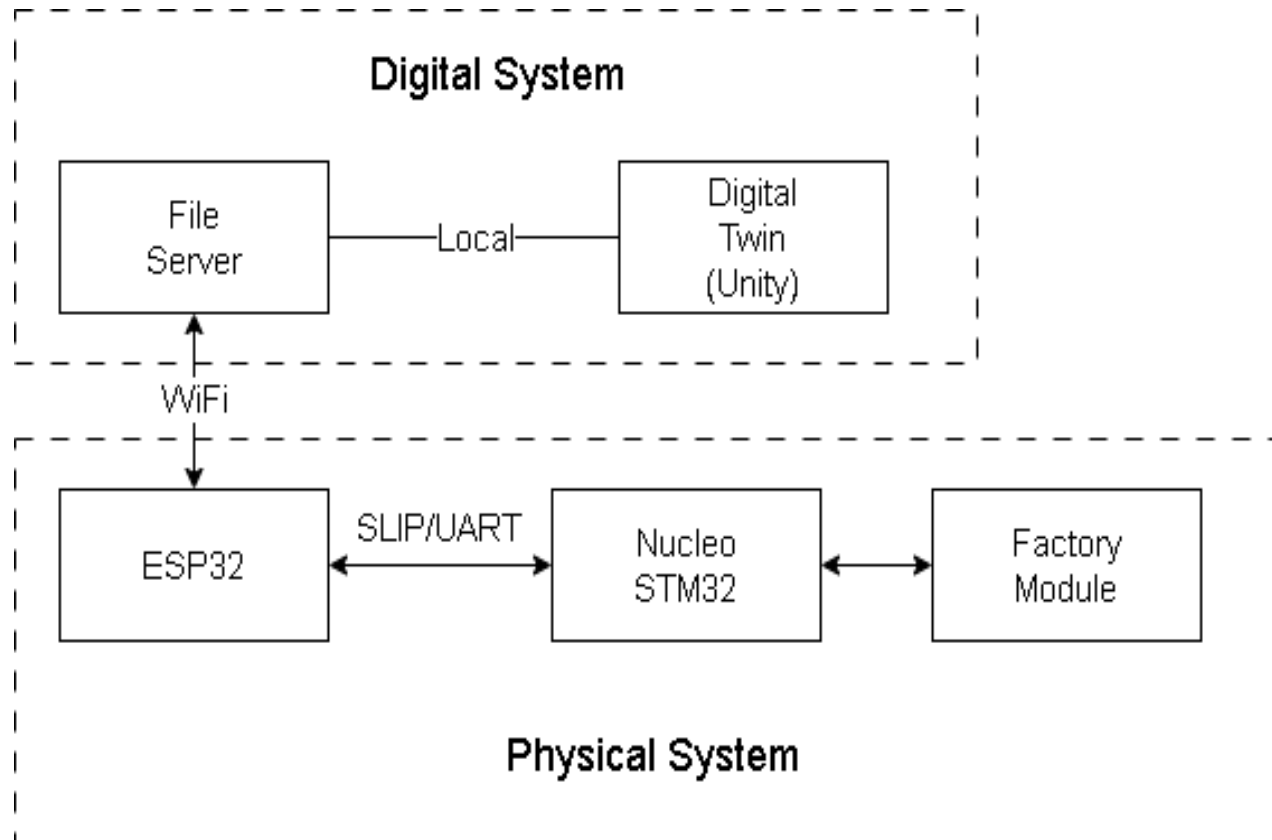 Digital System
File
Server
Local
Digital
Twin
(Unity)
WiFi
ESP32
SLIP/UART
Nucleo
STM32
Factory
Module
Physical System